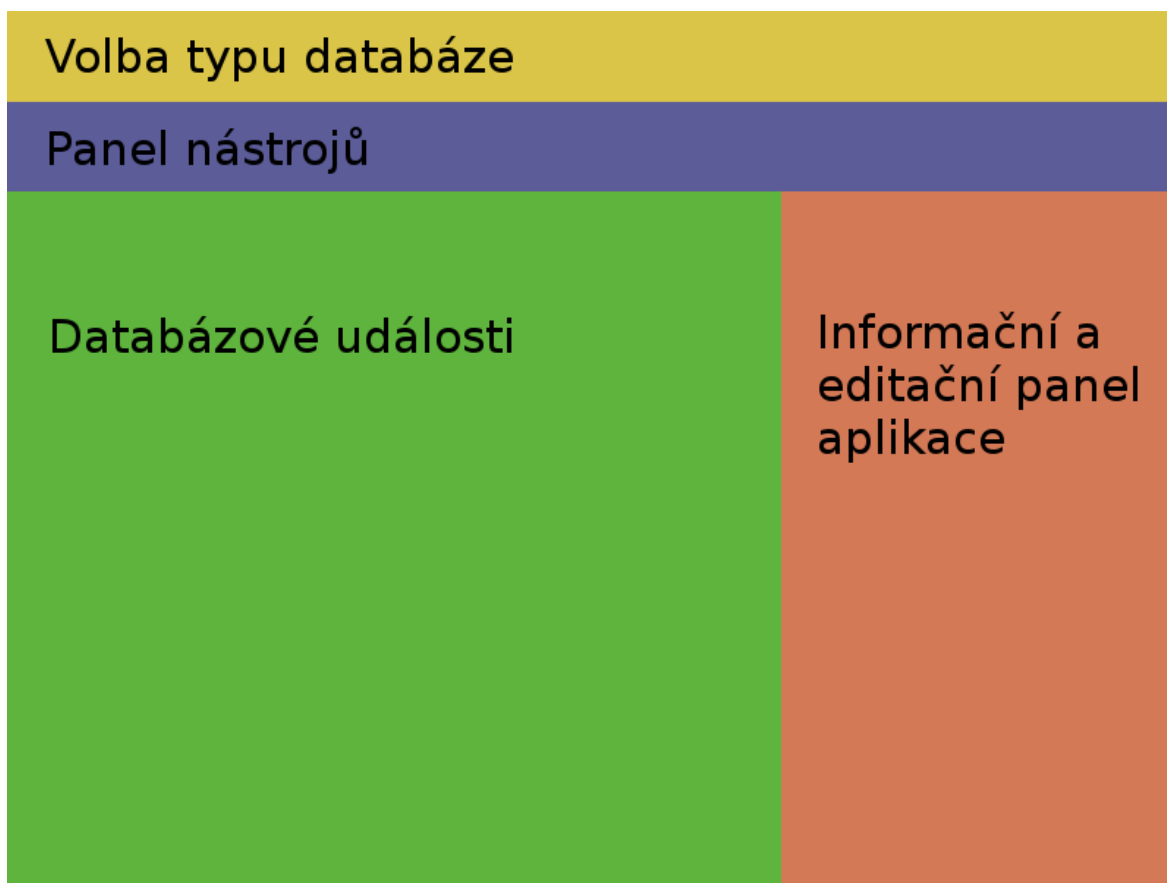 Volba typu databáze
Panel nástrojů
Databázové události
Informační a
editační panel
aplikace